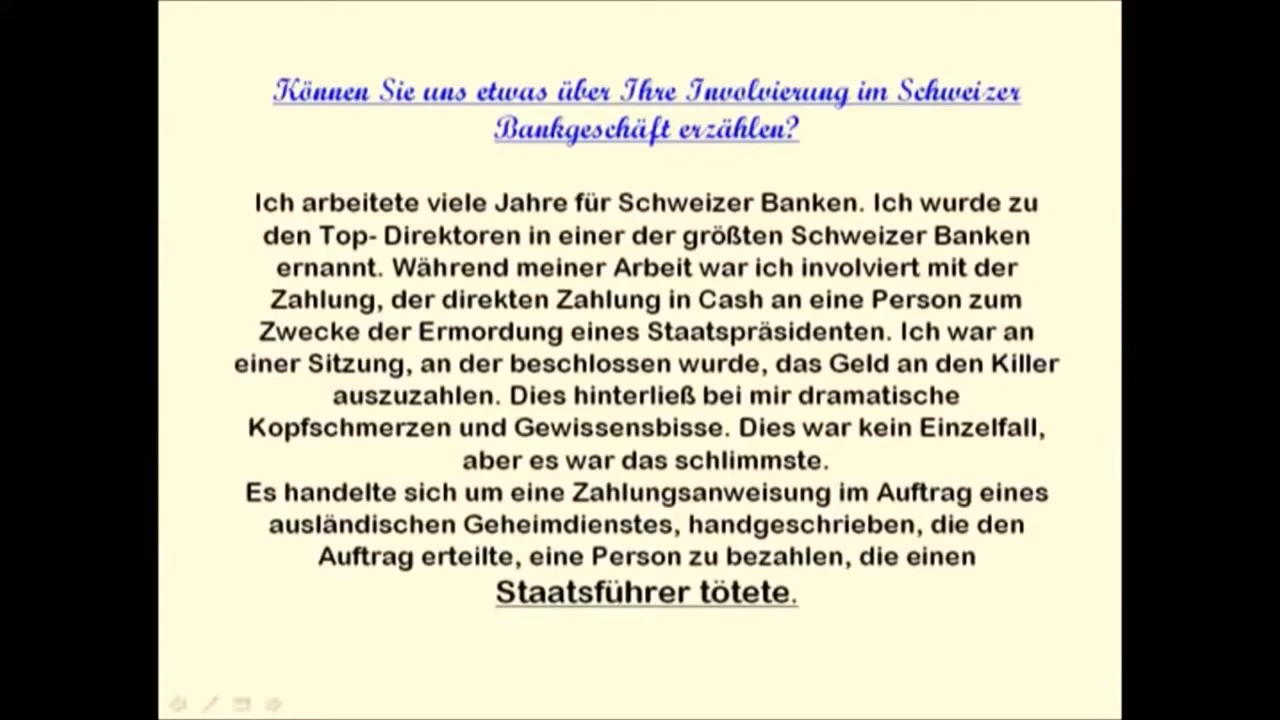 Können Sie uns etwas über Ihre Involvierung im Schweizer
Bankgeschäft erzählen?
Ich arbeitete viele Jahre für Schweizer Banken. Ich wurde zu
den Top- Direktoren in einer der größten Schweizer Banken
ernannt. Während meiner Arbeit war ich involviert mit der
Zahlung, der direkten Zahlung in Cash an eine Person zum
Zwecke der Ermordung eines Staatspräsidenten. Ich war an
einer Sitzung, an der beschlossen wurde, das Geld an den Killer
auszuzahlen. Dies hinterließ bei mir dramatische
Kopfschmerzen und Gewissensbisse. Dies war kein Einzelfall,
aber es war das schlimmste.
Es handelte sich um eine Zahlungsanweisung im Auftrag eines
ausländischen Geheimdienstes, handgeschrieben, die den
Auftrag erteilte, eine Person zu bezahlen, die einen
Staatsführer tötete.